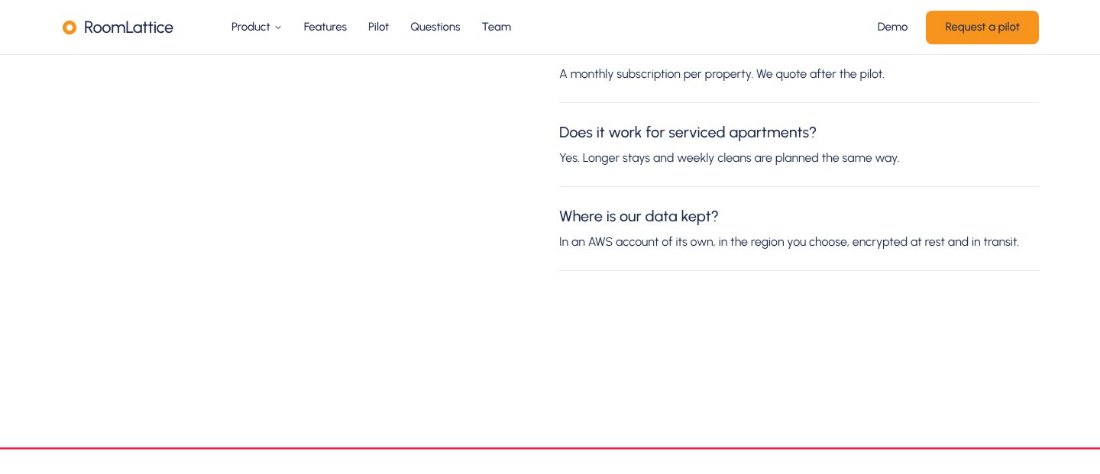 RoomLattice
Product
Features
Pilot
Questions
Team
Demo
Request a pilot
A monthly subscription per property. We quote after the pilot.
Does it work for serviced apartments?
Yes. Longer stays and weekly cleans are planned the same way.
Where is our data kept?
In an AWS account of its own, in the region you choose, encrypted at rest and in transit.